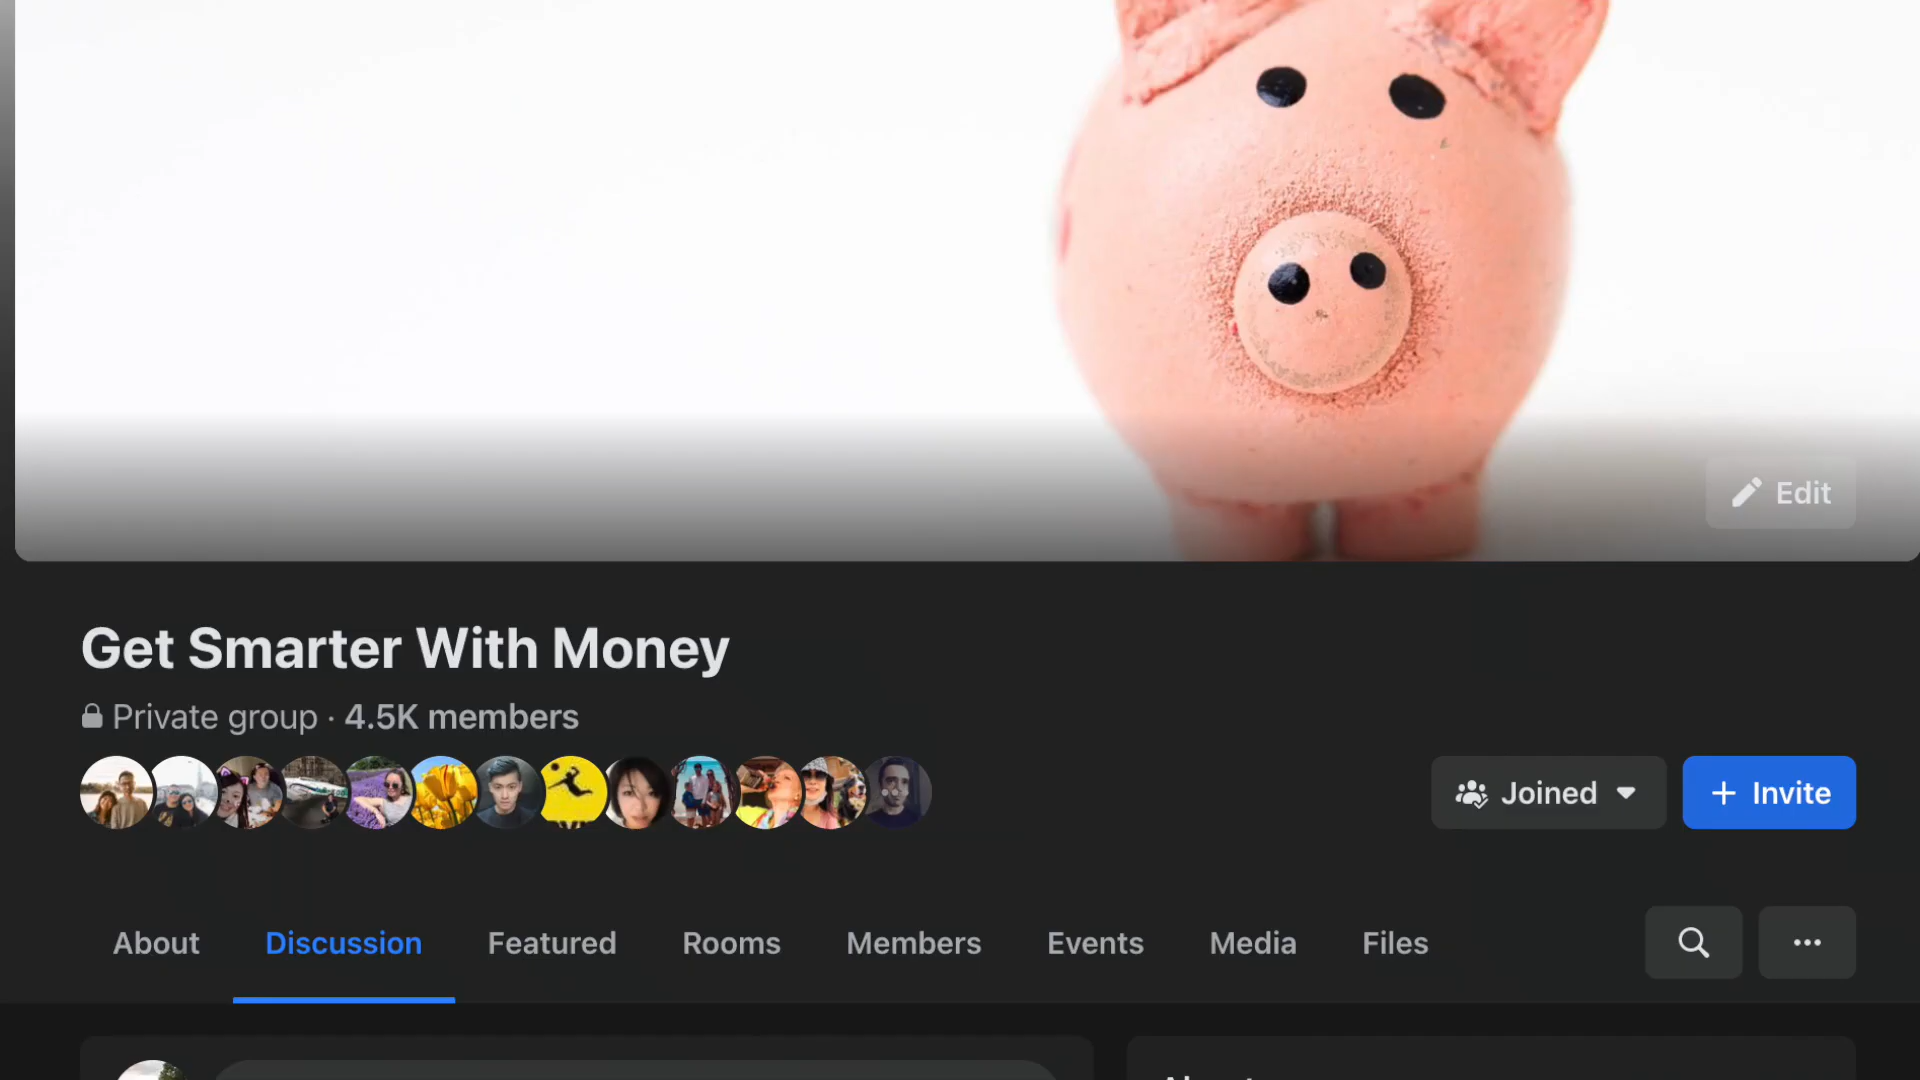 Edit
Get Smarter With Money
Private group · 4.5K members
Joined
+ Invite
About Discussion Featured Rooms Members Events Media Files